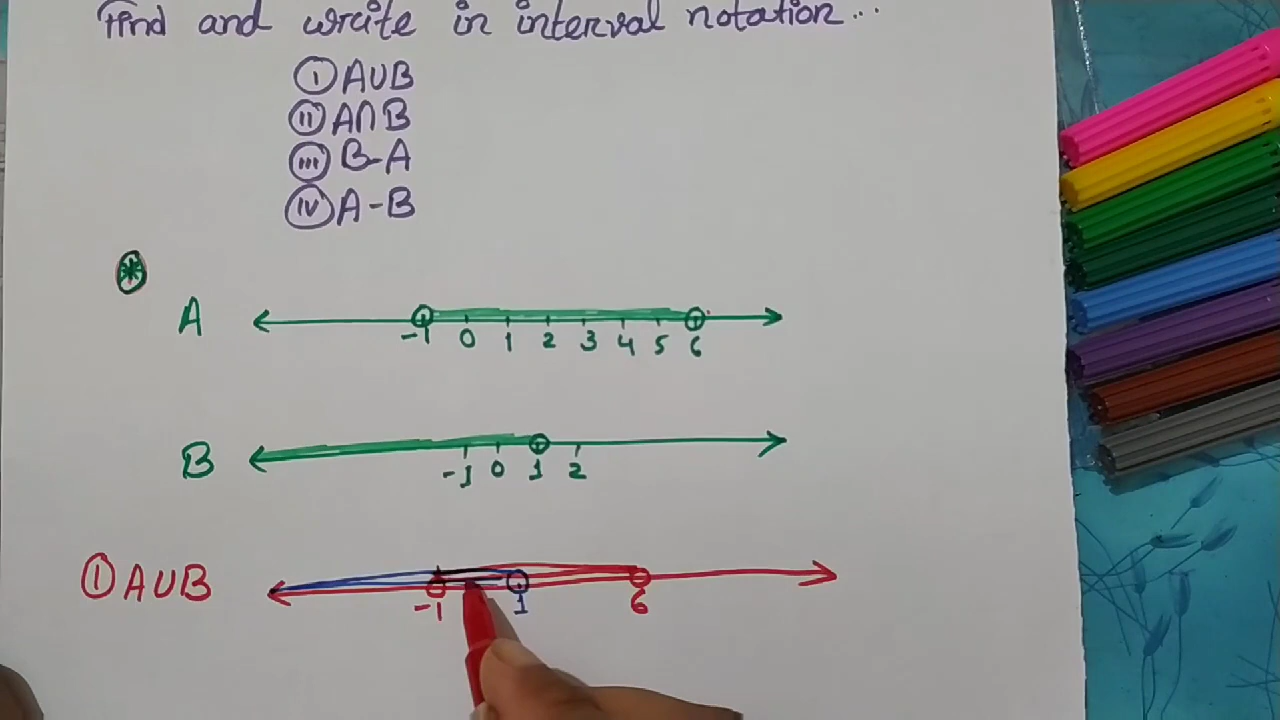 Find and write in interval notation...
(i) A∪B
(ii) A∩B
(iii) B-A
(iv) A-B
*
A
-1 0 1 2 3 4 5 6
B
-1 0 1 2
① A∪B
-1 1 6